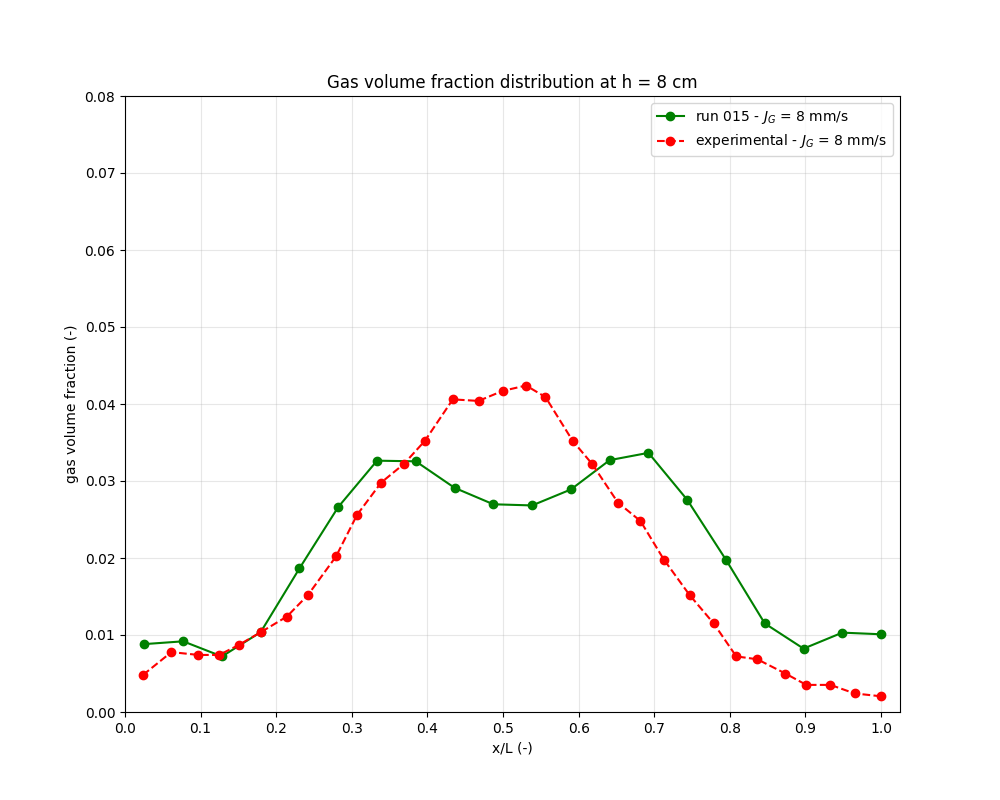 Gas volume fraction distribution at h = 8 cm
run 015 - J_G = 8 mm/s
experimental - J_G = 8 mm/s
gas volume fraction (-)
0.08
0.07
0.06
0.05
0.04
0.03
0.02
0.01
0.00
0.0 0.1 0.2 0.3 0.4 0.5 0.6 0.7 0.8 0.9 1.0
x/L (-)